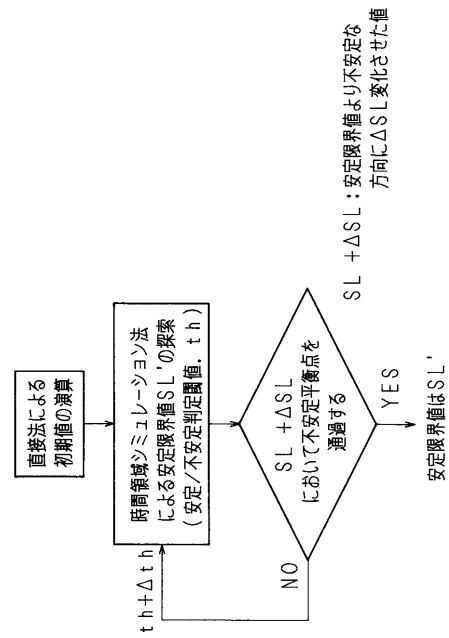 直接法による
初期値の演算
時間領域シミュレーション法
による安定限界値SL'の探索
(安定/不安定判定閾値.th)
th+Δth
SL +ΔSL
において不安定平衡点を
通過する
NO
YES
安定限界値はSL'
SL +ΔSL:安定限界値より不安定な
方向にΔSL変化させた値